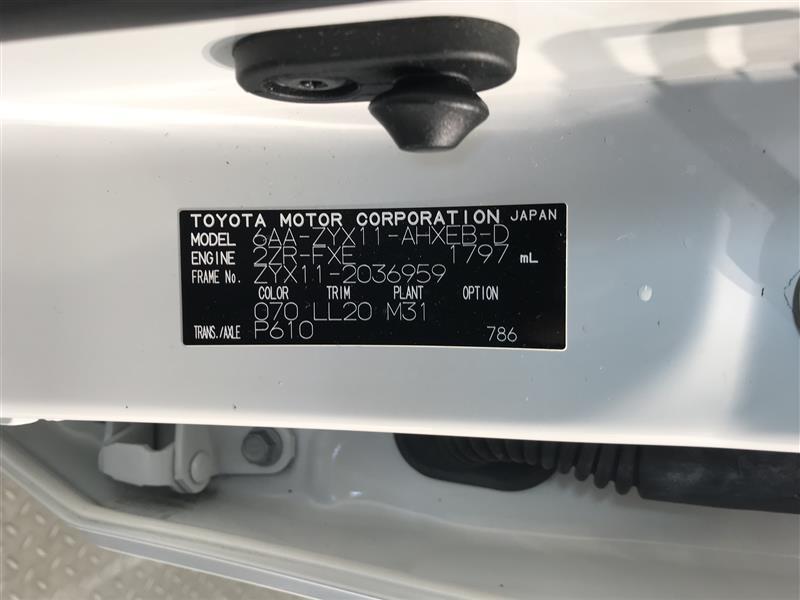 TOYOTA MOTOR CORPORATION JAPAN
MODEL 6AA-ZYX11-AHXEB-D
ENGINE 2ZR-FXE 1797 mL
FRAME No. ZYX11-2036959
COLOR TRIM PLANT OPTION
070 LL20 M31
TRANS./AXLE P610 786